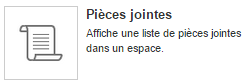 Pièces jointes
Affiche une liste de pièces jointes
dans un espace.